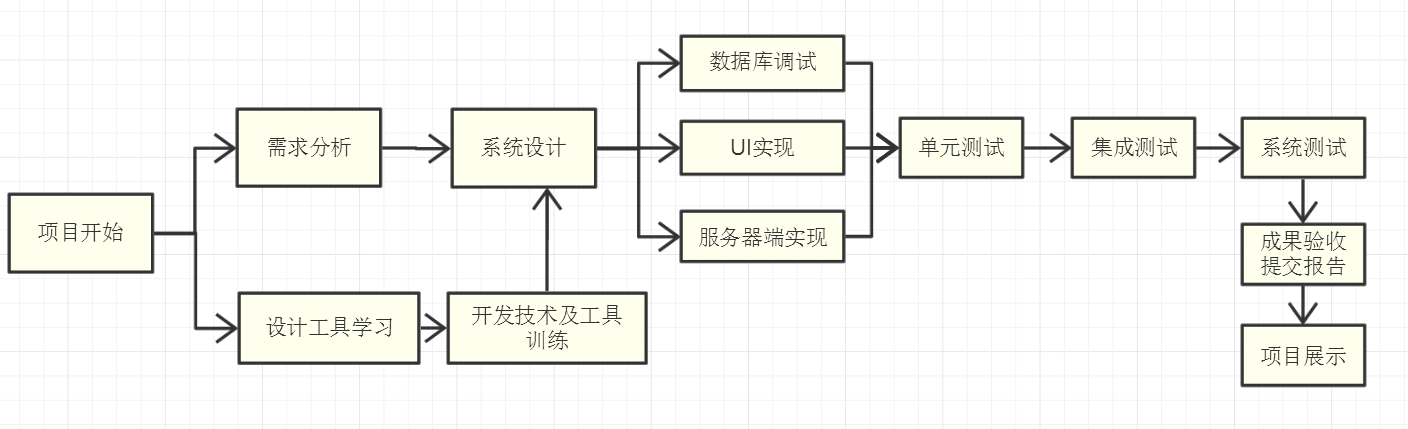 项目开始
需求分析
设计工具学习
开发技术及工具
训练
系统设计
数据库调试
UI实现
服务器端实现
单元测试
集成测试
系统测试
成果验收
提交报告
项目展示